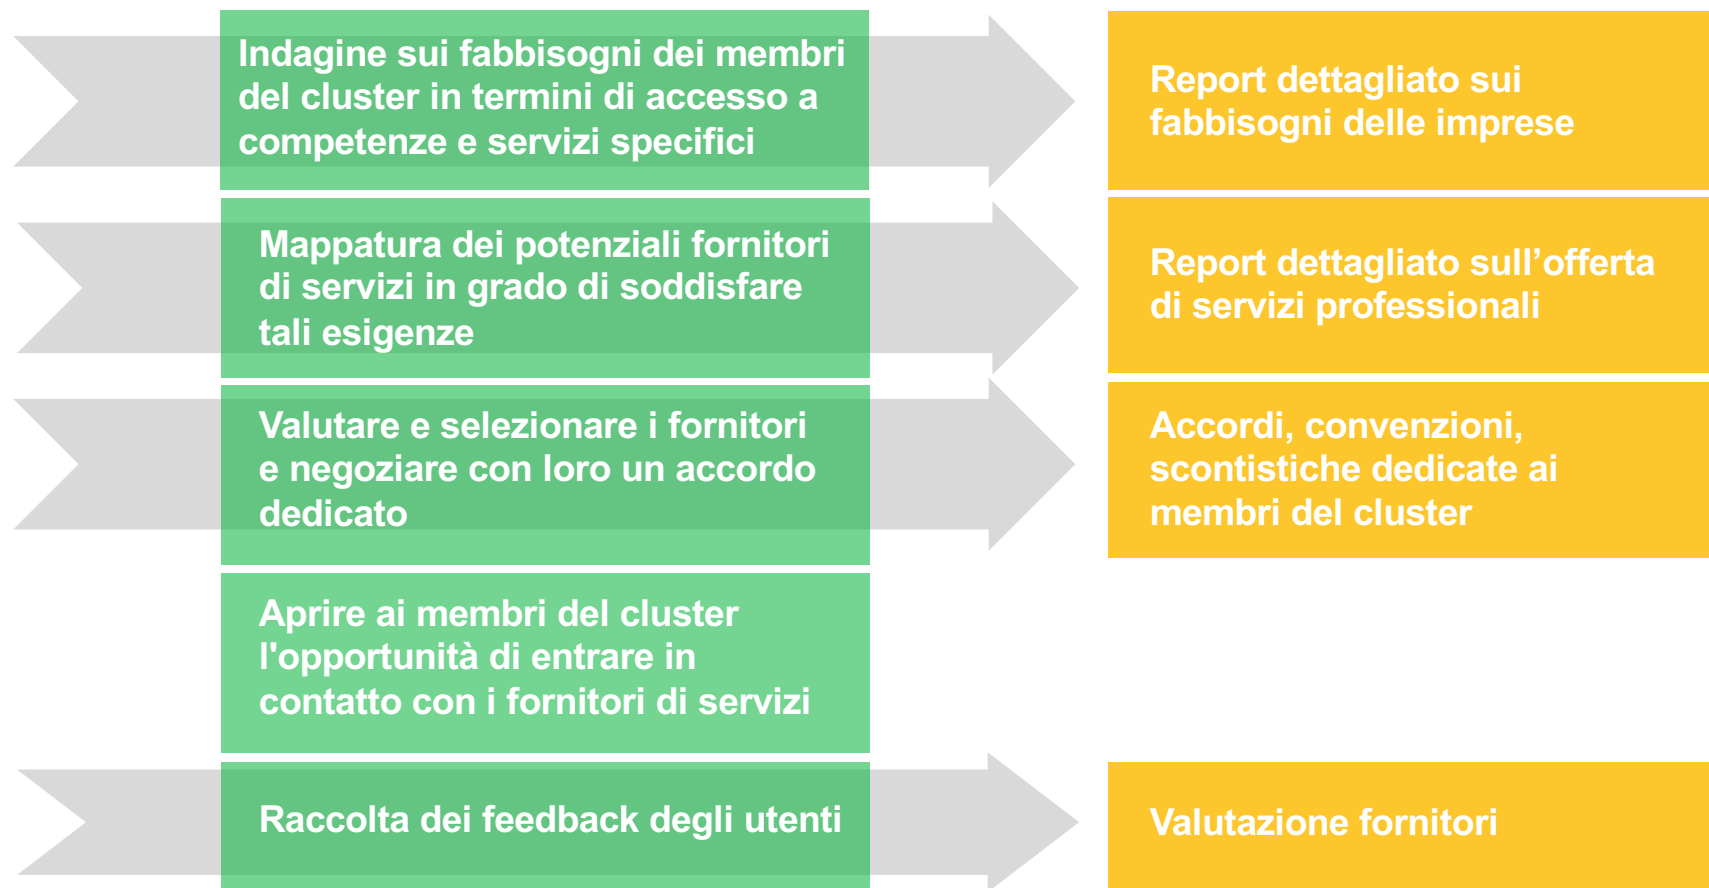 Indagine sui fabbisogni dei membri
del cluster in termini di accesso a
competenze e servizi specifici
Report dettagliato sui
fabbisogni delle imprese
Mappatura dei potenziali fornitori
di servizi in grado di soddisfare
tali esigenze
Report dettagliato sull’offerta
di servizi professionali
Valutare e selezionare i fornitori
e negoziare con loro un accordo
dedicato
Accordi, convenzioni,
scontistiche dedicate ai
membri del cluster
Aprire ai membri del cluster
l'opportunità di entrare in
contatto con i fornitori di servizi
Raccolta dei feedback degli utenti
Valutazione fornitori